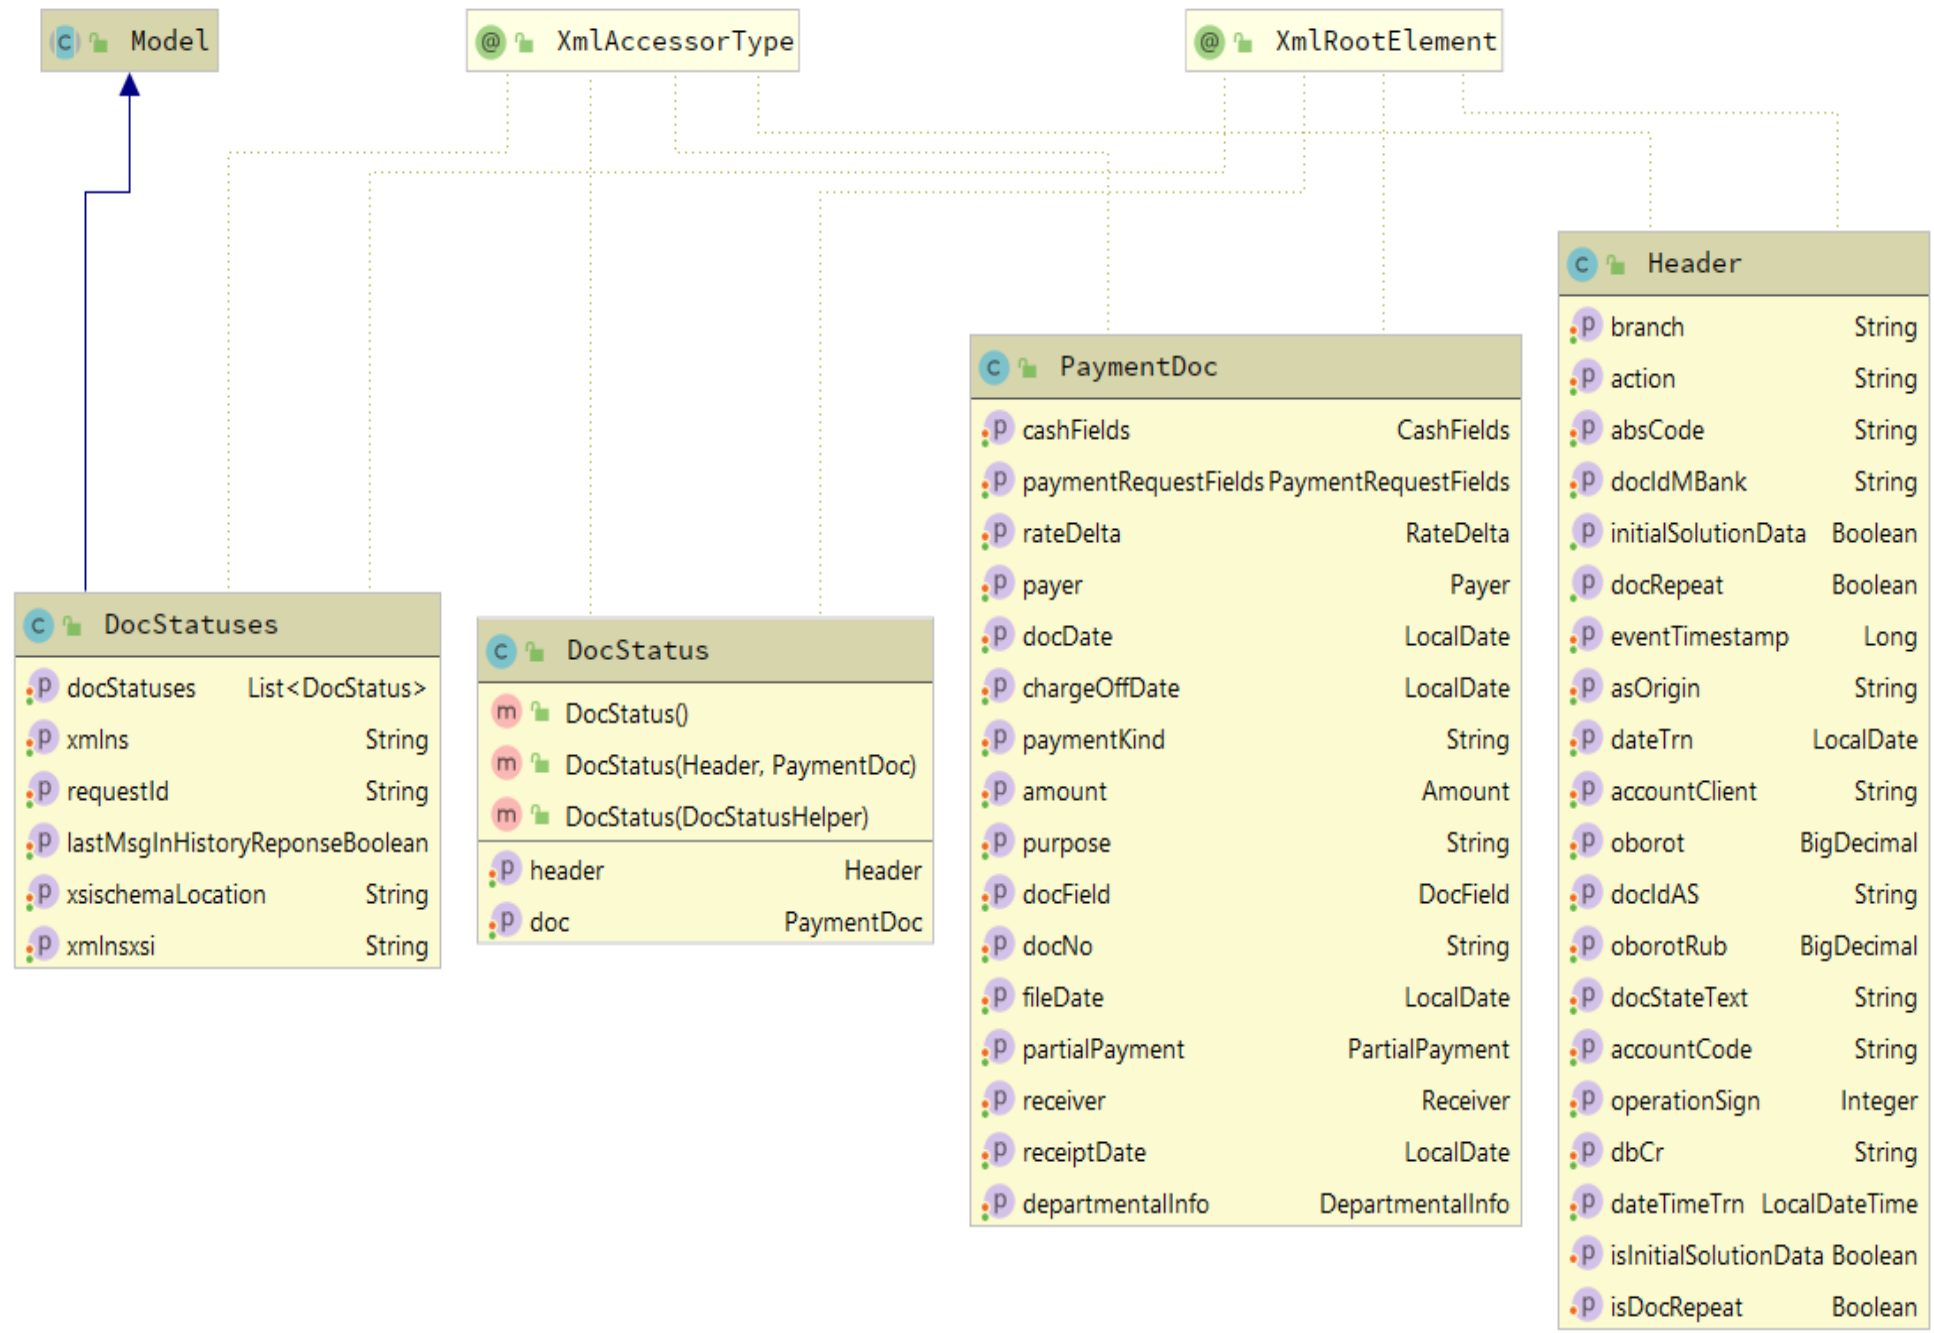 Model
XmlAccessorType
XmlRootElement
DocStatuses
docStatuses List<DocStatus>
xmlns String
requestId String
lastMsgInHistoryReponse Boolean
xsischemaLocation String
xmlnsxsi String
DocStatus
DocStatus()
DocStatus(Header, PaymentDoc)
DocStatus(DocStatusHelper)
header Header
doc PaymentDoc
PaymentDoc
cashFields CashFields
paymentRequestFields PaymentRequestFields
rateDelta RateDelta
payer Payer
docDate LocalDate
chargeOffDate LocalDate
paymentKind String
amount Amount
purpose String
docField DocField
docNo String
fileDate LocalDate
partialPayment PartialPayment
receiver Receiver
receiptDate LocalDate
departmentalInfo DepartmentalInfo
Header
branch String
action String
absCode String
docIdMBank String
initialSolutionData Boolean
docRepeat Boolean
eventTimestamp Long
asOrigin String
dateTrn LocalDate
accountClient String
oborot BigDecimal
docIdAS String
oborotRub BigDecimal
docStateText String
accountCode String
operationSign Integer
dbCr String
dateTimeTrn LocalDateTime
isInitialSolutionData Boolean
isDocRepeat Boolean